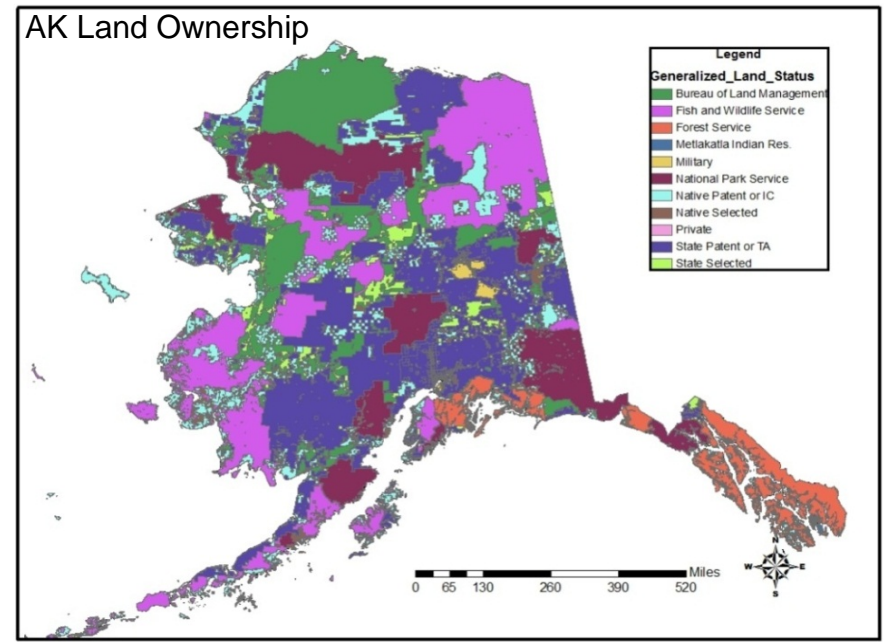 AK Land Ownership
Legend
Generalized_Land_Status
Bureau of Land Management
Fish and Wildlife Service
Forest Service
Metlakatla Indian Res.
Military
National Park Service
Native Patent or IC
Native Selected
Private
State Patent or TA
State Selected
N
W E
S
Miles
0 65 130 260 390 520